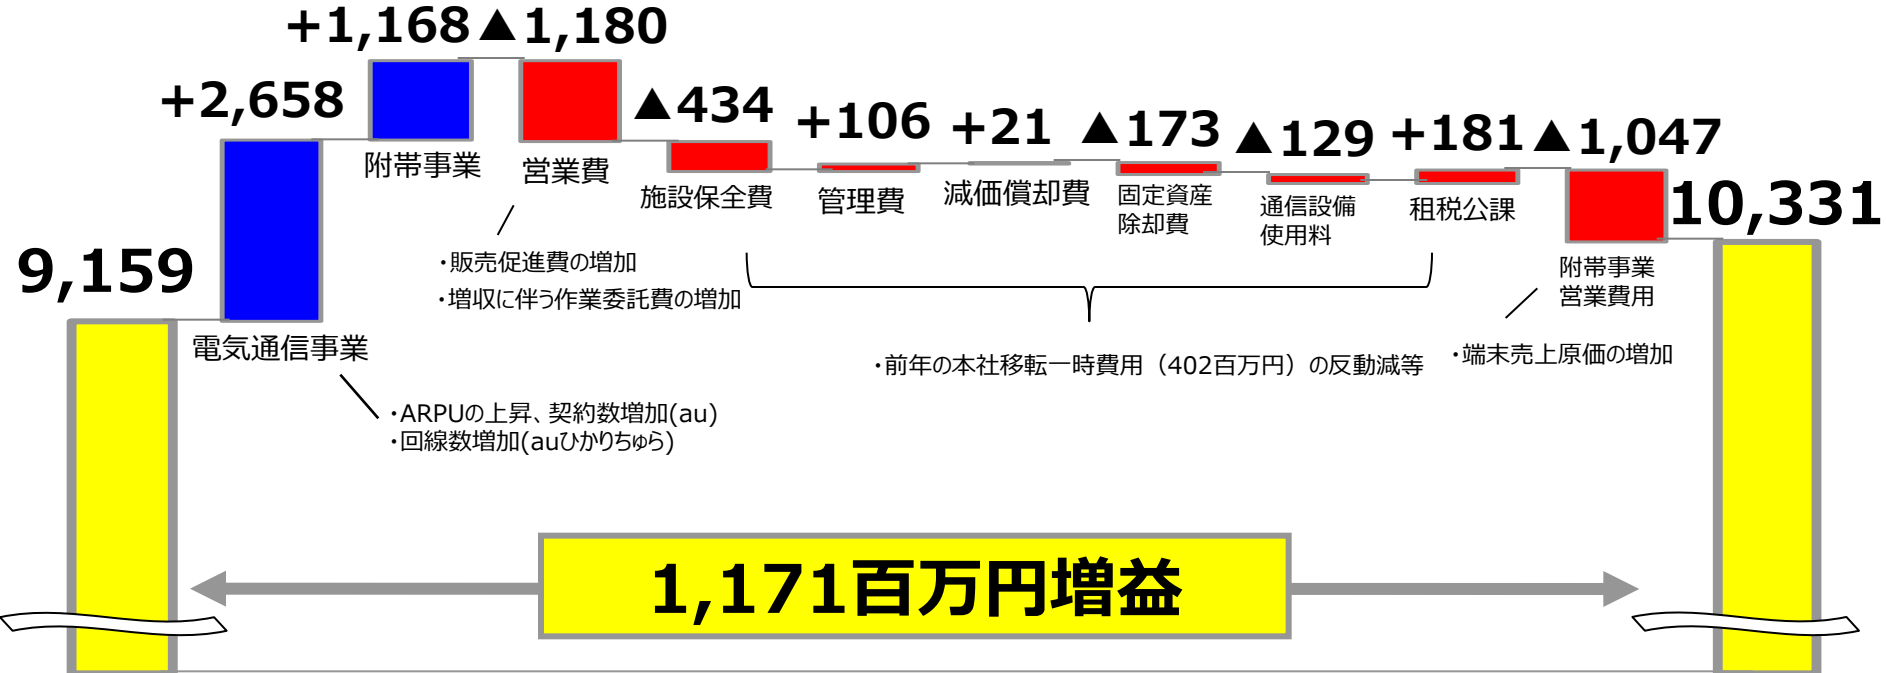 +1,168
▲1,180
+2,658
▲434
+106
+21
▲173
▲129
+181
▲1,047
10,331
9,159
附帯事業
営業費
施設保全費
管理費
減価償却費
固定資産
除却費
通信設備
使用料
租税公課
附帯事業
営業費用
電気通信事業
・販売促進費の増加
・増収に伴う作業委託費の増加
・前年の本社移転一時費用（402百万円）の反動減等
・端末売上原価の増加
・ARPUの上昇、契約数増加(au)
・回線数増加(auひかりちゅら)
1,171百万円増益